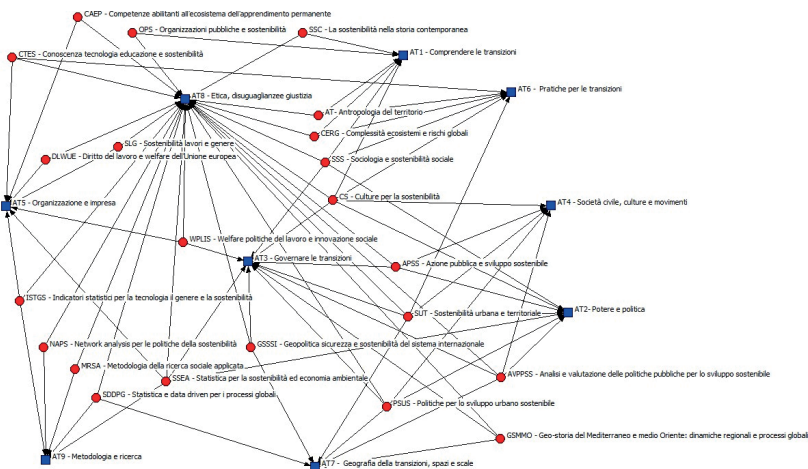 CAEP - Competenze abilitanti all'ecosistema dell'apprendimento permanente
OPS - Organizzazioni pubbliche e sostenibilità
SSC - La sostenibilità nella storia contemporanea
CTES - Conoscenza tecnologia educazione e sostenibilità
AT1 - Comprendere le transizioni
AT6 - Pratiche per le transizioni
AT8 - Etica, disuguaglianzee giustizia
AT- Antropologia del territorio
CERG - Complessità ecosistemi e rischi globali
SLG - Sostenibilità lavori e genere
DLWUE - Diritto del lavoro e welfare dell'Unione europea
SSS - Sociologia e sostenibilità sociale
CS - Culture per la sostenibilità
AT5 - Organizzazione e impresa
AT4 - Società civile, culture e movimenti
WPLIS - Welfare politiche del lavoro e innovazione sociale
AT3 - Governare le transizioni
APSS - Azione pubblica e sviluppo sostenibile
ISTGS - Indicatori statistici per la tecnologia il genere e la sostenibilità
SUT - Sostenibilità urbana e territoriale
AT2- Potere e politica
NAPS - Network analysis per le politiche della sostenibilità
GSSSI - Geopolitica sicurezza e sostenibilità del sistema internazionale
MRSA - Metodologia della ricerca sociale applicata
SSEA - Statistica per la sostenibilità ed economia ambientale
AVPPSS - Analisi e valutazione delle politiche pubbliche per lo sviluppo sostenibile
SDDPG - Statistica e data driven per i processi globali
PSUS - Politiche per lo sviluppo urbano sostenibile
GSMMO - Geo-storia del Mediterraneo e medio Oriente: dinamiche regionali e processi globali
AT9 - Metodologia e ricerca
AT7 - Geografia della transizioni, spazi e scale